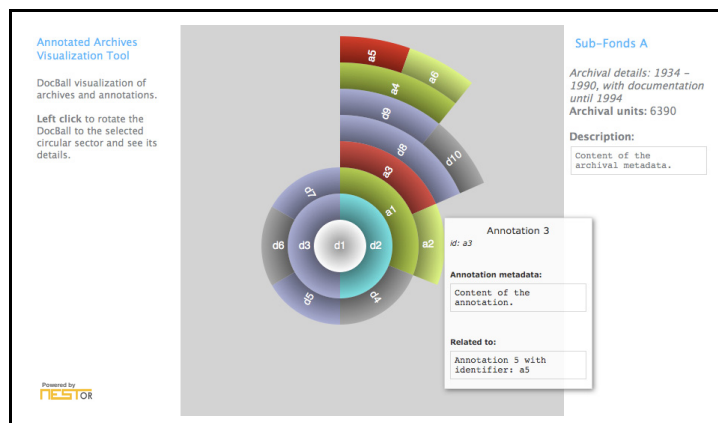 Annotated Archives
Visualization Tool
DocBall visualization of
archives and annotations.
Left click to rotate the
DocBall to the selected
circular sector and see its
details.
Powered by
NESTOR
a5
a6
a4
d9
d8
d10
a3
d7
a1
d6
d3
d1
d2
a2
d5
d4
Annotation 3
id: a3
Annotation metadata:
Content of the
annotation.
Related to:
Annotation 5 with
identifier: a5
Sub-Fonds A
Archival details: 1934 -
1990, with documentation
until 1994
Archival units: 6390
Description:
Content of the
archival metadata.